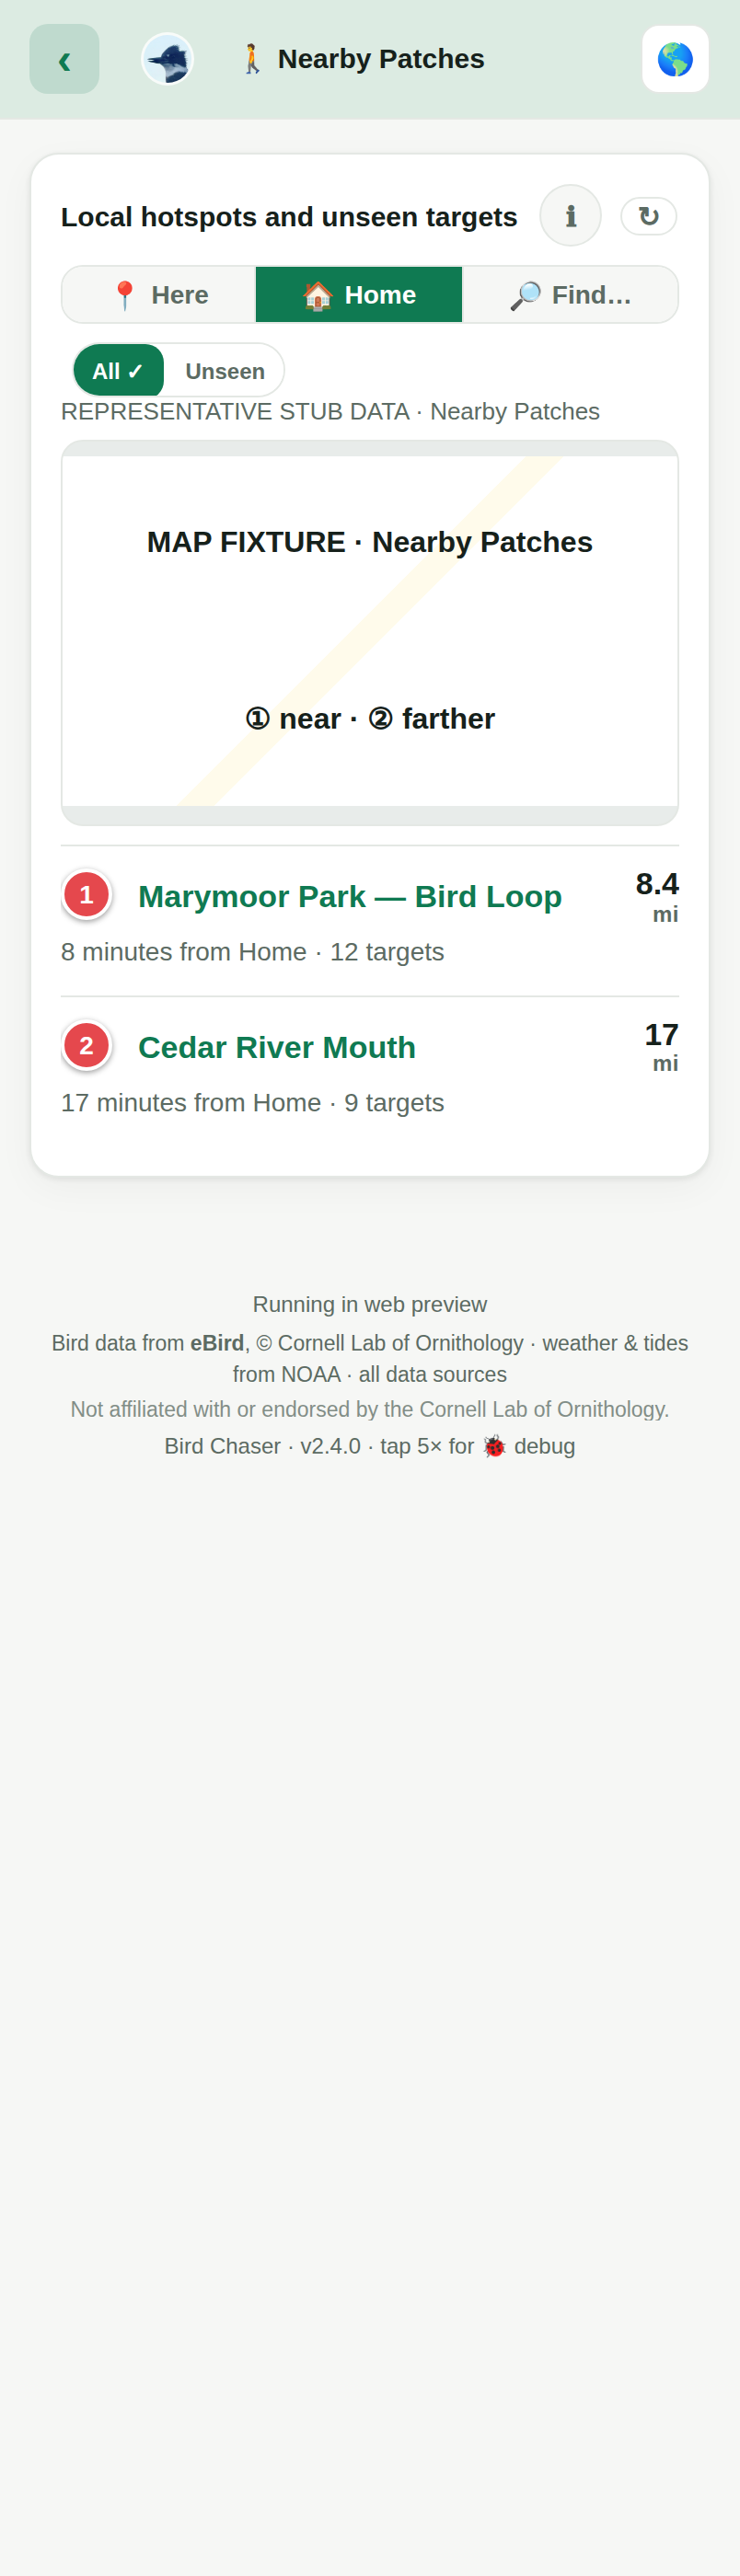 ‹ 🚶 Nearby Patches 🌎
Local hotspots and unseen targets ℹ ↻
📍 Here 🏠 Home 🔎 Find…
All ✓ Unseen
REPRESENTATIVE STUB DATA · Nearby Patches
MAP FIXTURE · Nearby Patches
① near · ② farther
1 Marymoor Park — Bird Loop 8.4 mi
8 minutes from Home · 12 targets
2 Cedar River Mouth 17 mi
17 minutes from Home · 9 targets
Running in web preview
Bird data from eBird, © Cornell Lab of Ornithology · weather & tides
from NOAA · all data sources
Not affiliated with or endorsed by the Cornell Lab of Ornithology.
Bird Chaser · v2.4.0 · tap 5× for 🐞 debug